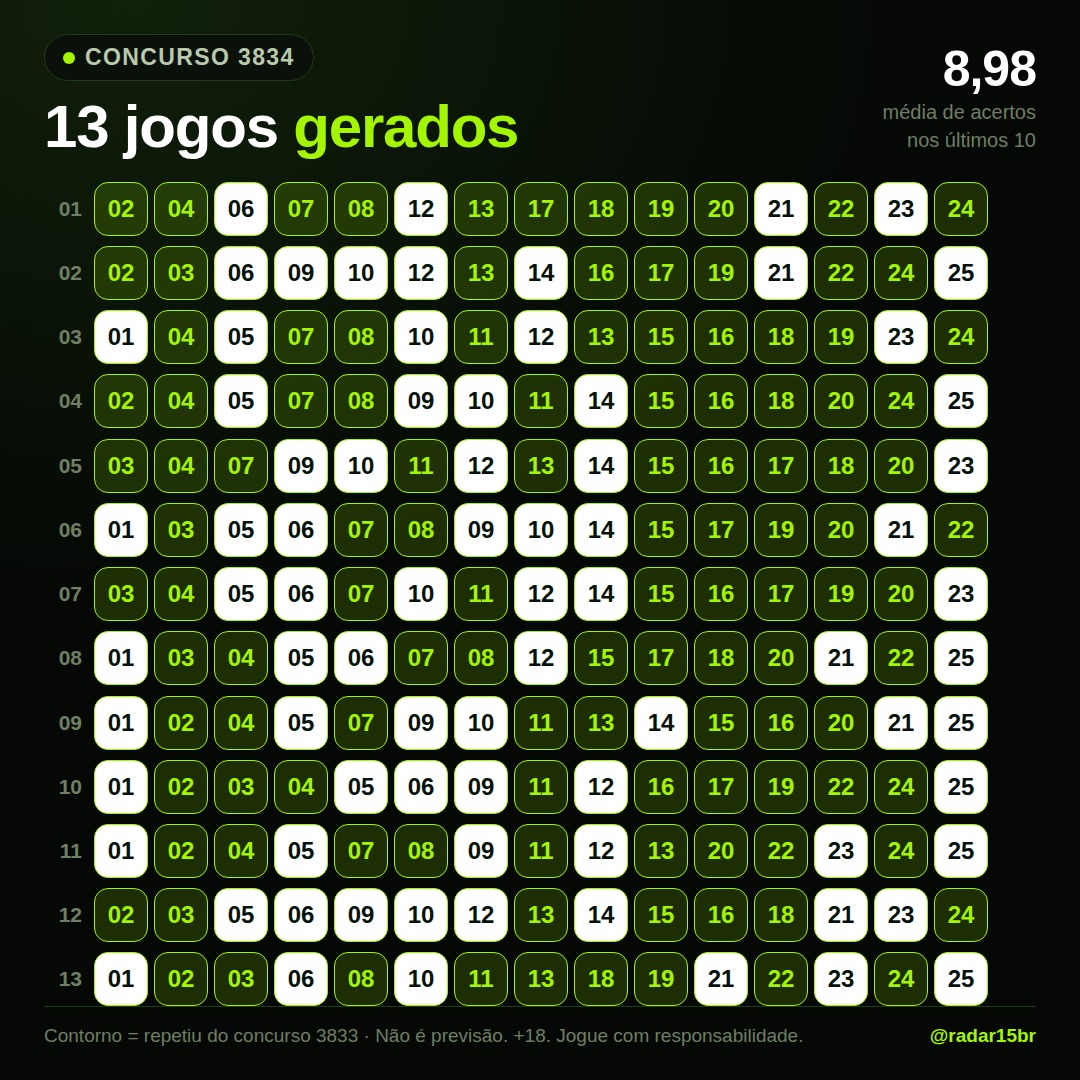 CONCURSO 3834
13 jogos gerados
8,98
média de acertos
nos últimos 10
01 02 04 06 07 08 12 13 17 18 19 20 21 22 23 24
02 02 03 06 09 10 12 13 14 16 17 19 21 22 24 25
03 01 04 05 07 08 10 11 12 13 15 16 18 19 23 24
04 02 04 05 07 08 09 10 11 14 15 16 18 20 24 25
05 03 04 07 09 10 11 12 13 14 15 16 17 18 20 23
06 01 03 05 06 07 08 09 10 14 15 17 19 20 21 22
07 03 04 05 06 07 10 11 12 14 15 16 17 19 20 23
08 01 03 04 05 06 07 08 12 15 17 18 20 21 22 25
09 01 02 04 05 07 09 10 11 13 14 15 16 20 21 25
10 01 02 03 04 05 06 09 11 12 16 17 19 22 24 25
11 01 02 04 05 07 08 09 11 12 13 20 22 23 24 25
12 02 03 05 06 09 10 12 13 14 15 16 18 21 23 24
13 01 02 03 06 08 10 11 13 18 19 21 22 23 24 25
Contorno = repetiu do concurso 3833 · Não é previsão. +18. Jogue com responsabilidade.
@radar15br